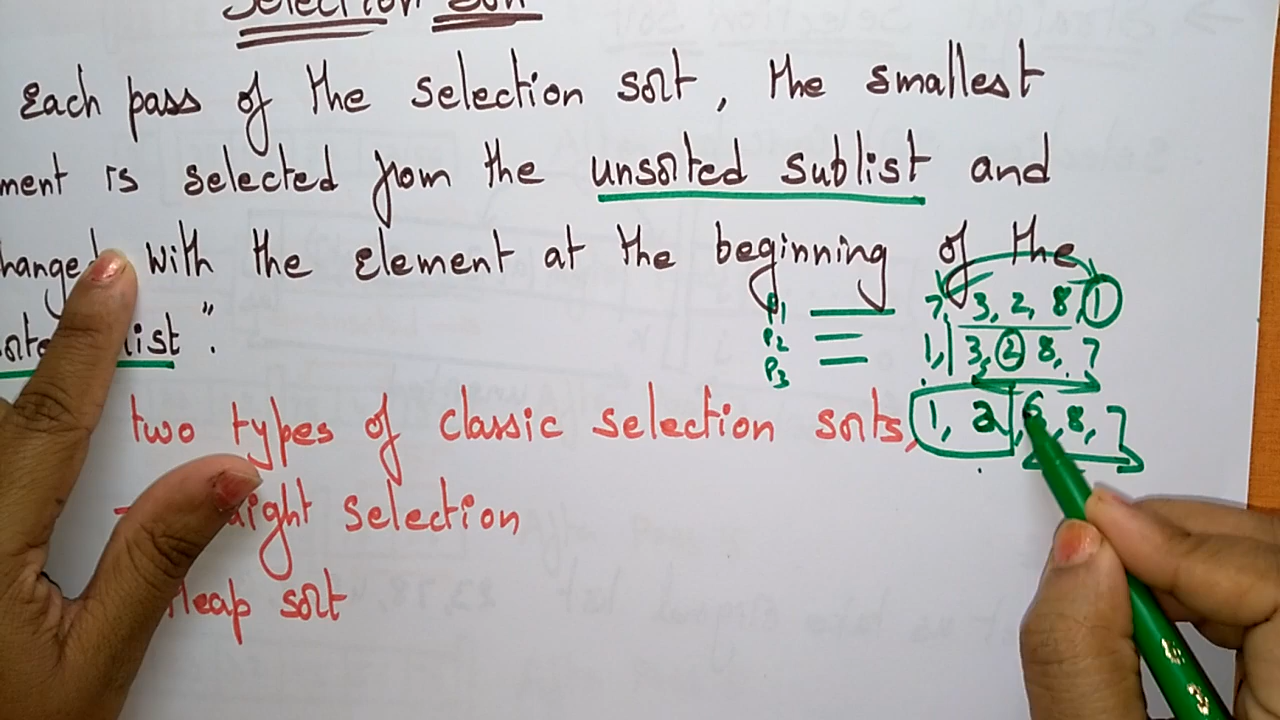 Selection Sort
Each pass of the selection sort, the smallest
ment is selected from the unsorted sublist and
hanged with the element at the beginning of the
list".
P1 7, 3, 2, 8, 1
P2 1, 3, 2 8, 7
P3
two types of classic selection sorts,
1, 2 , 8, 7
aight selection
Heap sort